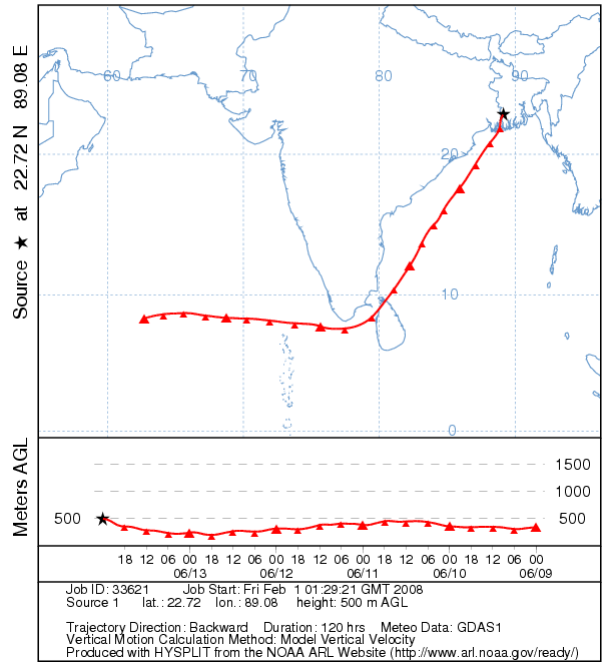 60 70 80 90
20
10
0
Source ★ at 22.72 N 89.08 E
Meters AGL
1500
1000
500 500
18 12 06 00 18 12 06 00 18 12 06 00 18 12 06 00 18 12 06 00
06/13 06/12 06/11 06/10 06/09
Job ID: 33621 Job Start: Fri Feb 1 01:29:21 GMT 2008
Source 1 lat.: 22.72 lon.: 89.08 height: 500 m AGL
Trajectory Direction: Backward Duration: 120 hrs Meteo Data: GDAS1
Vertical Motion Calculation Method: Model Vertical Velocity
Produced with HYSPLIT from the NOAA ARL Website (http://www.arl.noaa.gov/ready/)